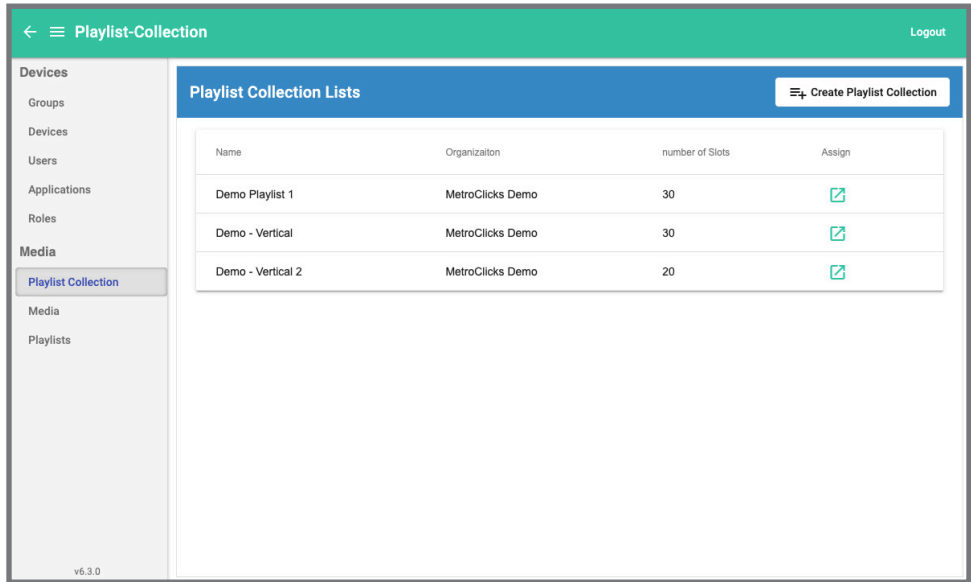 Playlist-Collection Logout
Devices
Groups
Devices
Users
Applications
Roles
Media
Playlist Collection
Media
Playlists
v6.3.0
Playlist Collection Lists Create Playlist Collection
Name Organizaiton number of Slots Assign
Demo Playlist 1 MetroClicks Demo 30
Demo - Vertical MetroClicks Demo 30
Demo - Vertical 2 MetroClicks Demo 20